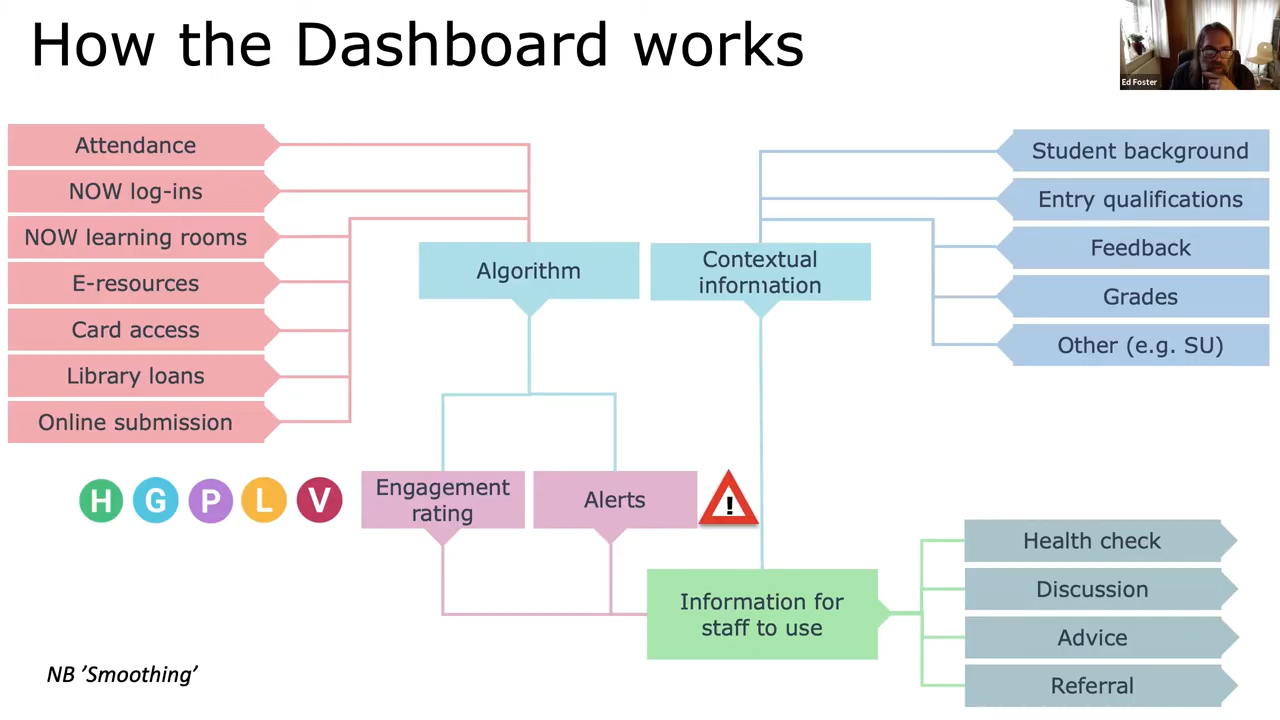 How the Dashboard works
Ed Foster
Attendance
NOW log-ins
NOW learning rooms
E-resources
Card access
Library loans
Online submission
Student background
Entry qualifications
Feedback
Grades
Other (e.g. SU)
Algorithm
Contextual
information
H G P L V
Engagement
rating
Alerts
!
Information for
staff to use
Health check
Discussion
Advice
Referral
NB ’Smoothing’